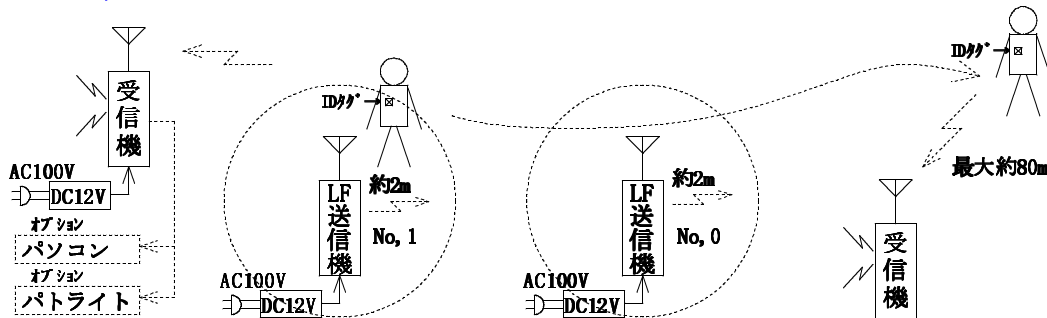 受信機
AC100V
DC12V
オプション
パソコン
オプション
パトライト
IDタグ
LF送信機
約2m
No,1
AC100V
DC12V
LF送信機
約2m
No,0
AC100V
DC12V
IDタグ
最大約80m
受信機